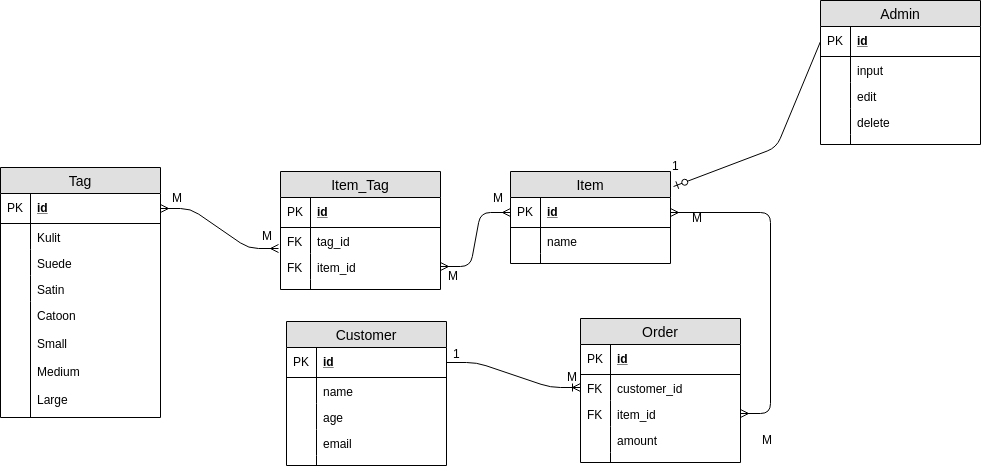 Admin
PK id
input
edit
delete
1
Tag
PK id
Kulit
Suede
Satin
Catoon
Small
Medium
Large
M
M
Item_Tag
PK id
FK tag_id
FK item_id
M
M
Item
PK id
name
M
Customer
PK id
name
age
email
1
M
Order
PK id
FK customer_id
FK item_id
amount
M